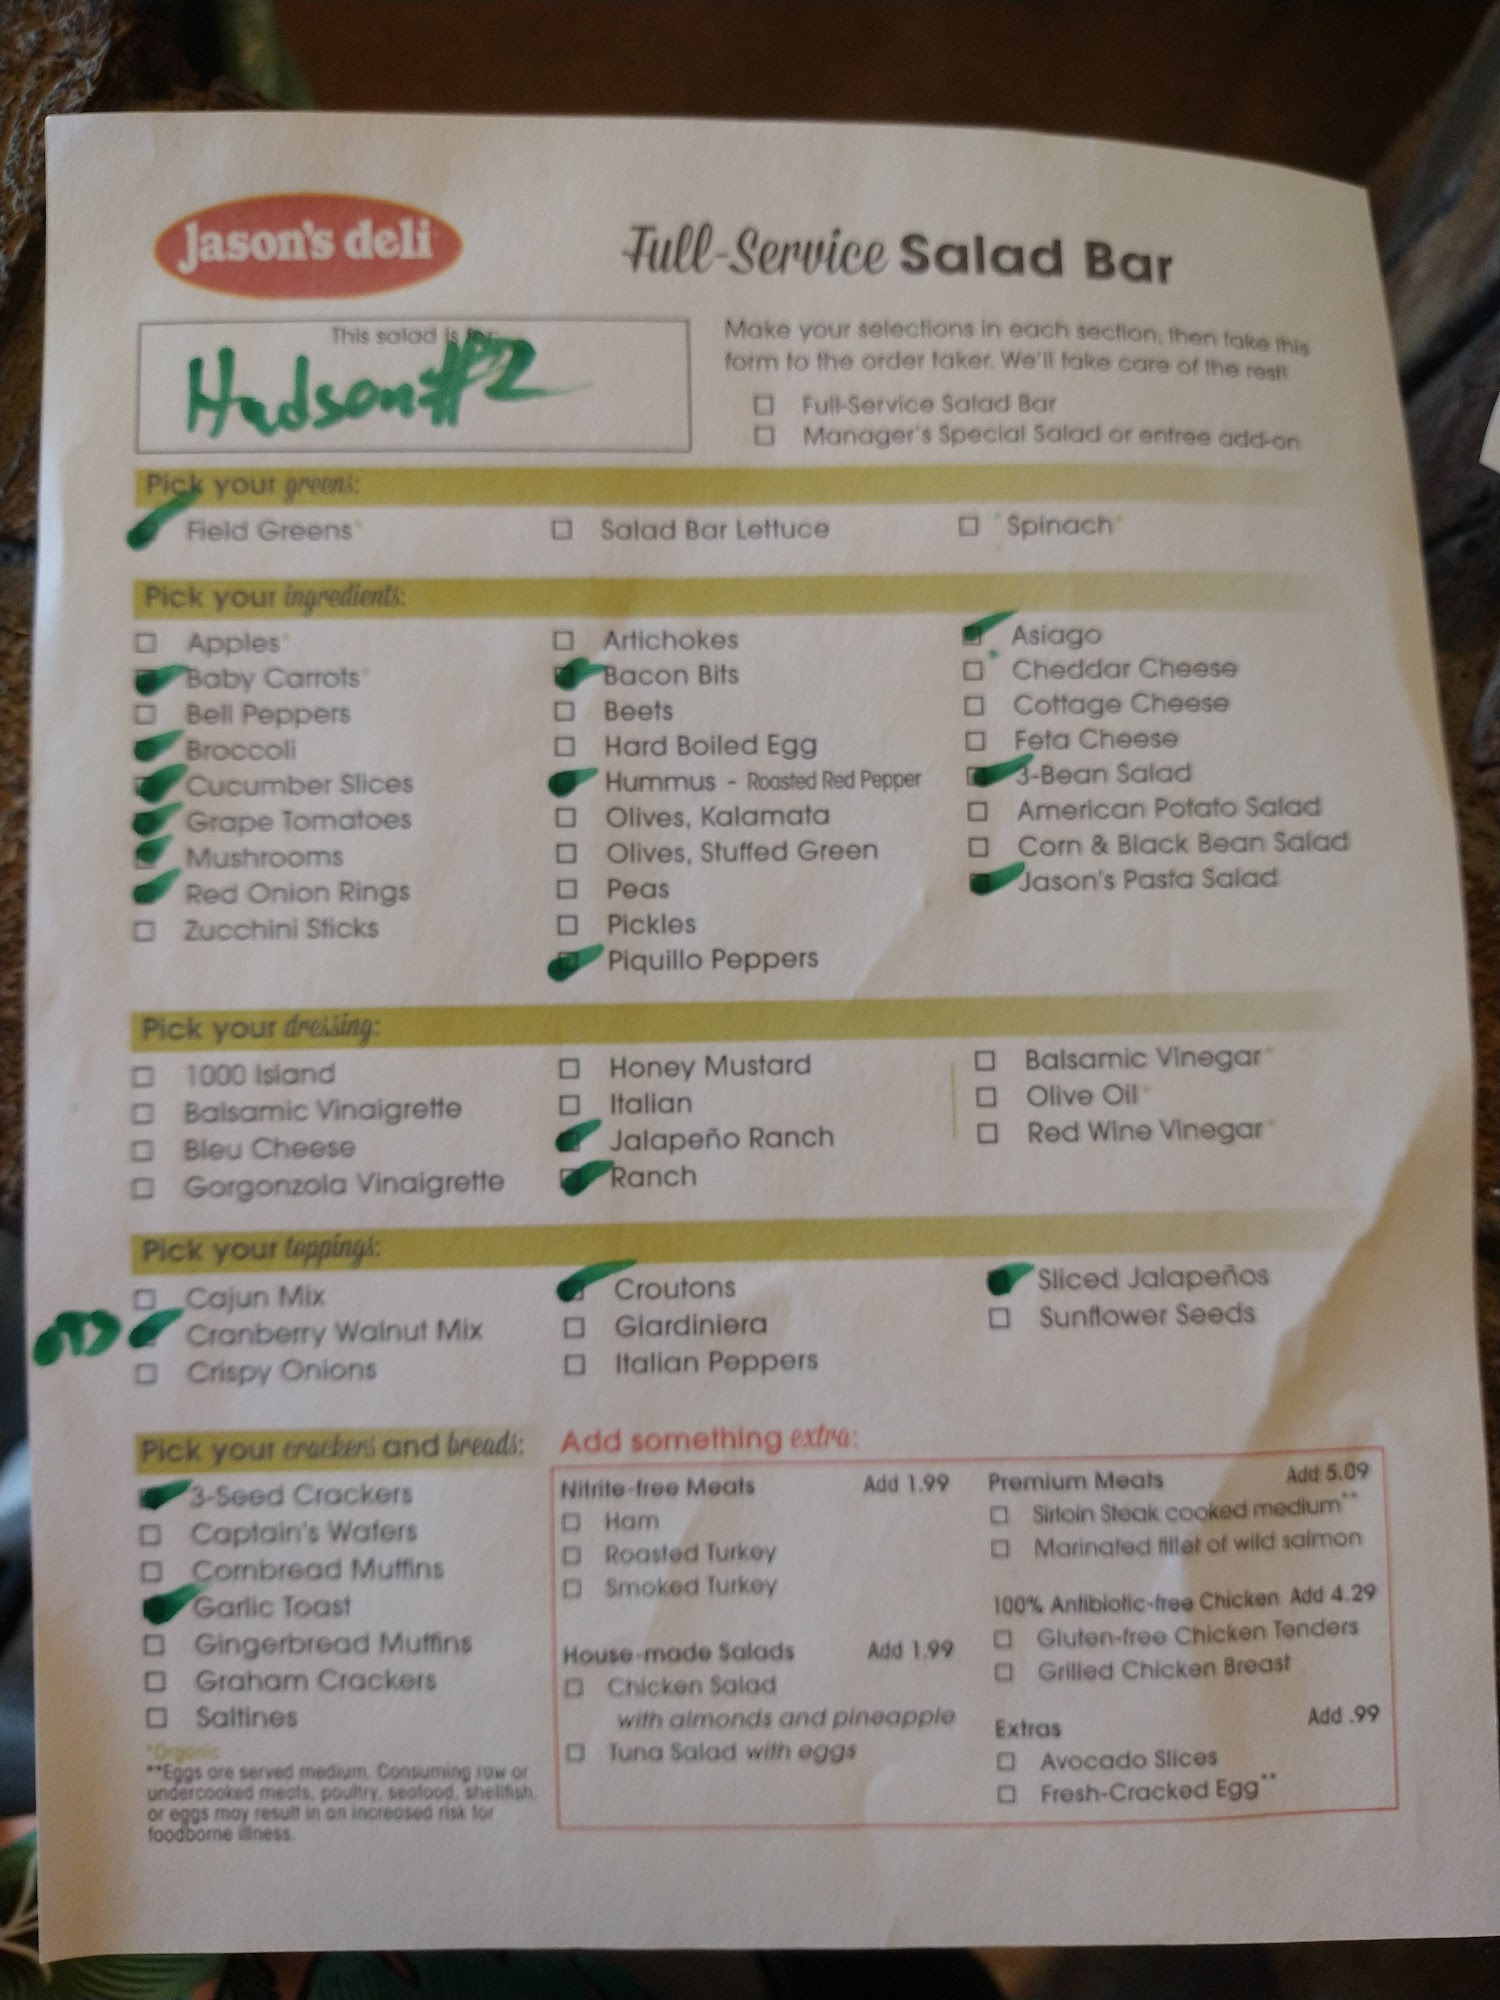 Jason's deli
Full-Service Salad Bar
This salad is for:
Hudson #2
Make your selections in each section, then take this
form to the order taker. We'll take care of the rest!
Full-Service Salad Bar
Manager's Special Salad or entree add-on
Pick your greens:
Field Greens*
Salad Bar Lettuce
Spinach*
Pick your ingredients:
Apples*
Baby Carrots*
Bell Peppers
Broccoli
Cucumber Slices
Grape Tomatoes
Mushrooms
Red Onion Rings
Zucchini Sticks
Artichokes
Bacon Bits
Beets
Hard Boiled Egg
Hummus - Roasted Red Pepper
Olives, Kalamata
Olives, Stuffed Green
Peas
Pickles
Piquillo Peppers
Asiago
Cheddar Cheese
Cottage Cheese
Feta Cheese
3-Bean Salad
American Potato Salad
Corn & Black Bean Salad
Jason's Pasta Salad
Pick your dressing:
1000 Island
Balsamic Vinaigrette
Bleu Cheese
Gorgonzola Vinaigrette
Honey Mustard
Italian
Jalapeño Ranch
Ranch
Balsamic Vinegar*
Olive Oil*
Red Wine Vinegar*
Pick your toppings:
Cajun Mix
Cranberry Walnut Mix
Crispy Onions
Croutons
Giardiniera
Italian Peppers
Sliced Jalapeños
Sunflower Seeds
Pick your crackers and breads:
3-Seed Crackers
Captain's Wafers
Cornbread Muffins
Garlic Toast
Gingerbread Muffins
Graham Crackers
Saltines
*Organic
**Eggs are served medium. Consuming raw or
undercooked meats, poultry, seafood, shellfish,
or eggs may result in an increased risk for
foodborne illness.
Add something extra:
Nitrite-free Meats Add 1.99
Ham
Roasted Turkey
Smoked Turkey
House-made Salads Add 1.99
Chicken Salad
with almonds and pineapple
Tuna Salad with eggs
Premium Meats Add 5.09
Sirloin Steak cooked medium**
Marinated fillet of wild salmon
100% Antibiotic-free Chicken Add 4.29
Gluten-free Chicken Tenders
Grilled Chicken Breast
Extras Add .99
Avocado Slices
Fresh-Cracked Egg**